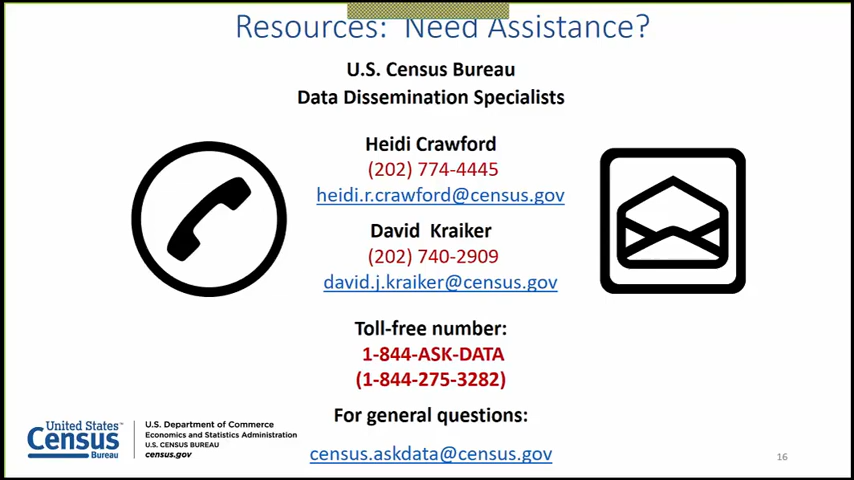 Resources: Need Assistance?
U.S. Census Bureau
Data Dissemination Specialists
Heidi Crawford
(202) 774-4445
heidi.r.crawford@census.gov
David Kraiker
(202) 740-2909
david.j.kraiker@census.gov
Toll-free number:
1-844-ASK-DATA
(1-844-275-3282)
For general questions:
census.askdata@census.gov
United States™
Census
Bureau
U.S. Department of Commerce
Economics and Statistics Administration
U.S. CENSUS BUREAU
census.gov
16